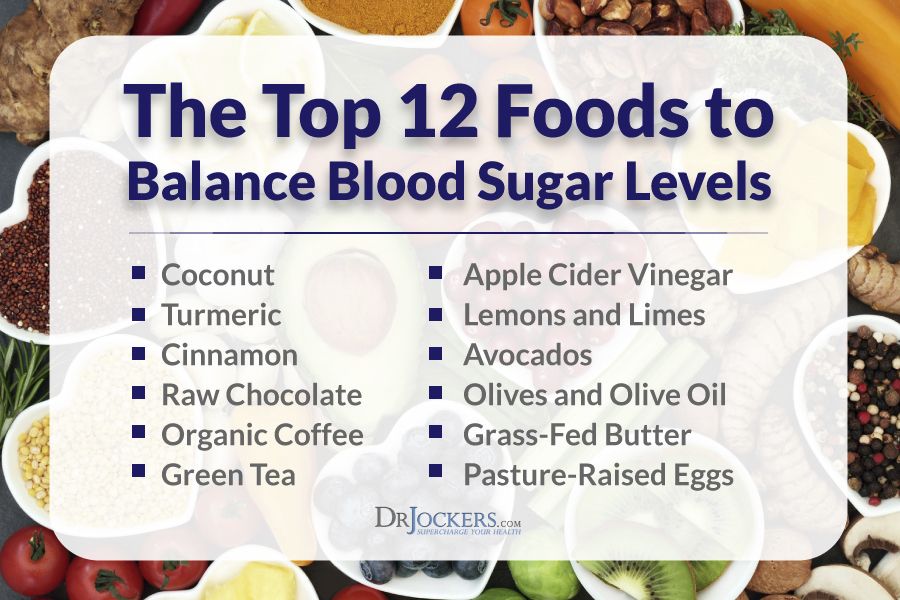 The Top 12 Foods to
Balance Blood Sugar Levels
Coconut
Turmeric
Cinnamon
Raw Chocolate
Organic Coffee
Green Tea
Apple Cider Vinegar
Lemons and Limes
Avocados
Olives and Olive Oil
Grass-Fed Butter
Pasture-Raised Eggs
DRJOCKERS.COM
SUPERCHARGE YOUR HEALTH